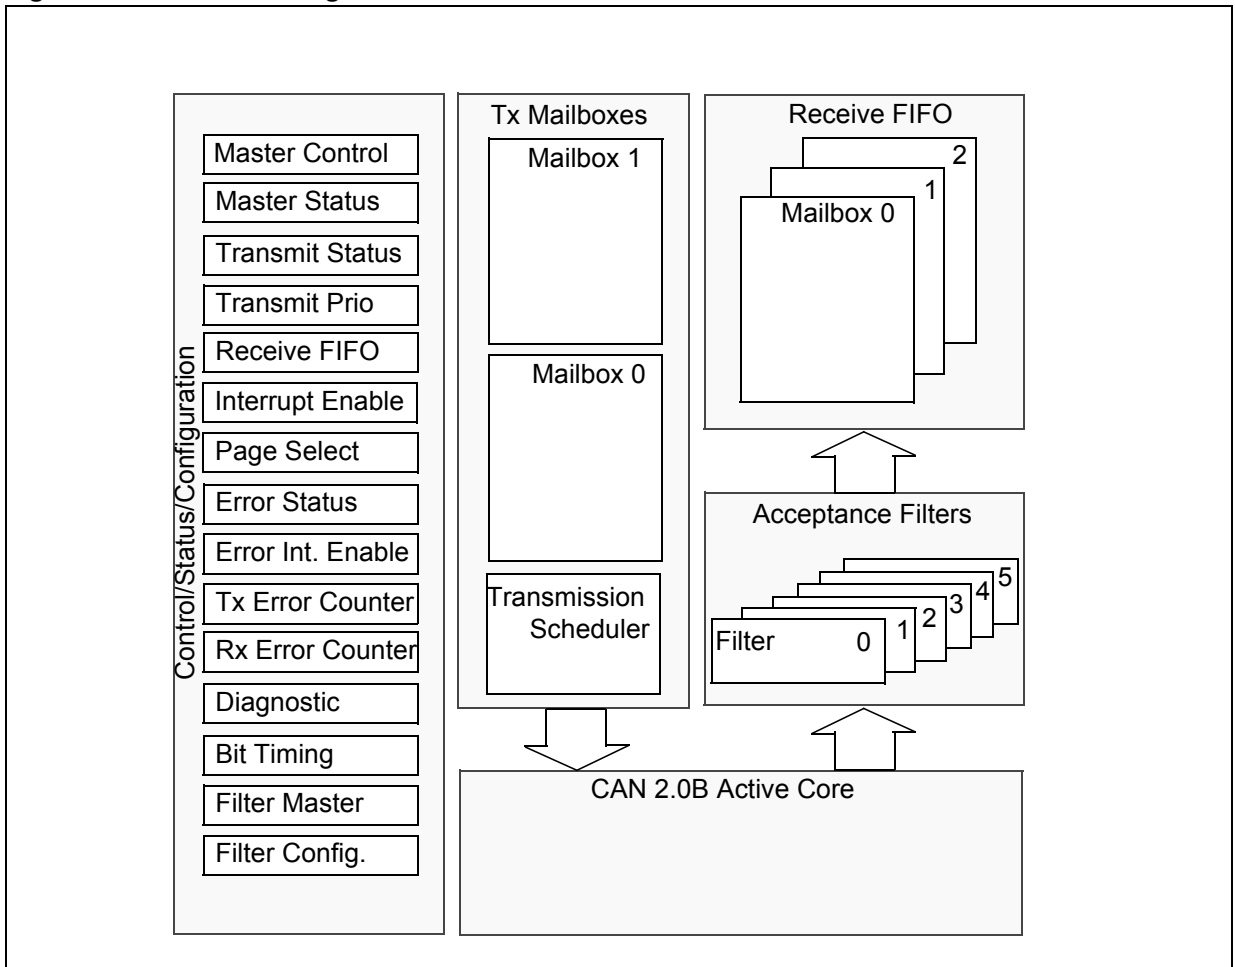 Control/Status/Configuration
Master Control
Master Status
Transmit Status
Transmit Prio
Receive FIFO
Interrupt Enable
Page Select
Error Status
Error Int. Enable
Tx Error Counter
Rx Error Counter
Diagnostic
Bit Timing
Filter Master
Filter Config.
Tx Mailboxes
Mailbox 1
Mailbox 0
Transmission
Scheduler
Receive FIFO
2
1
Mailbox 0
Acceptance Filters
5
4
3
2
1
Filter 0
CAN 2.0B Active Core